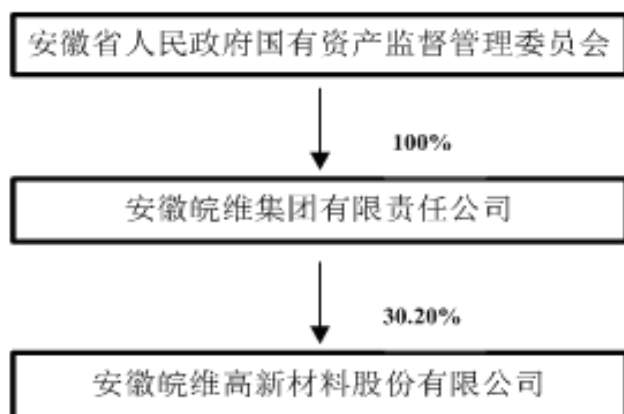 安徽省人民政府国有资产监督管理委员会
100%
安徽皖维集团有限责任公司
30.20%
安徽皖维高新材料股份有限公司